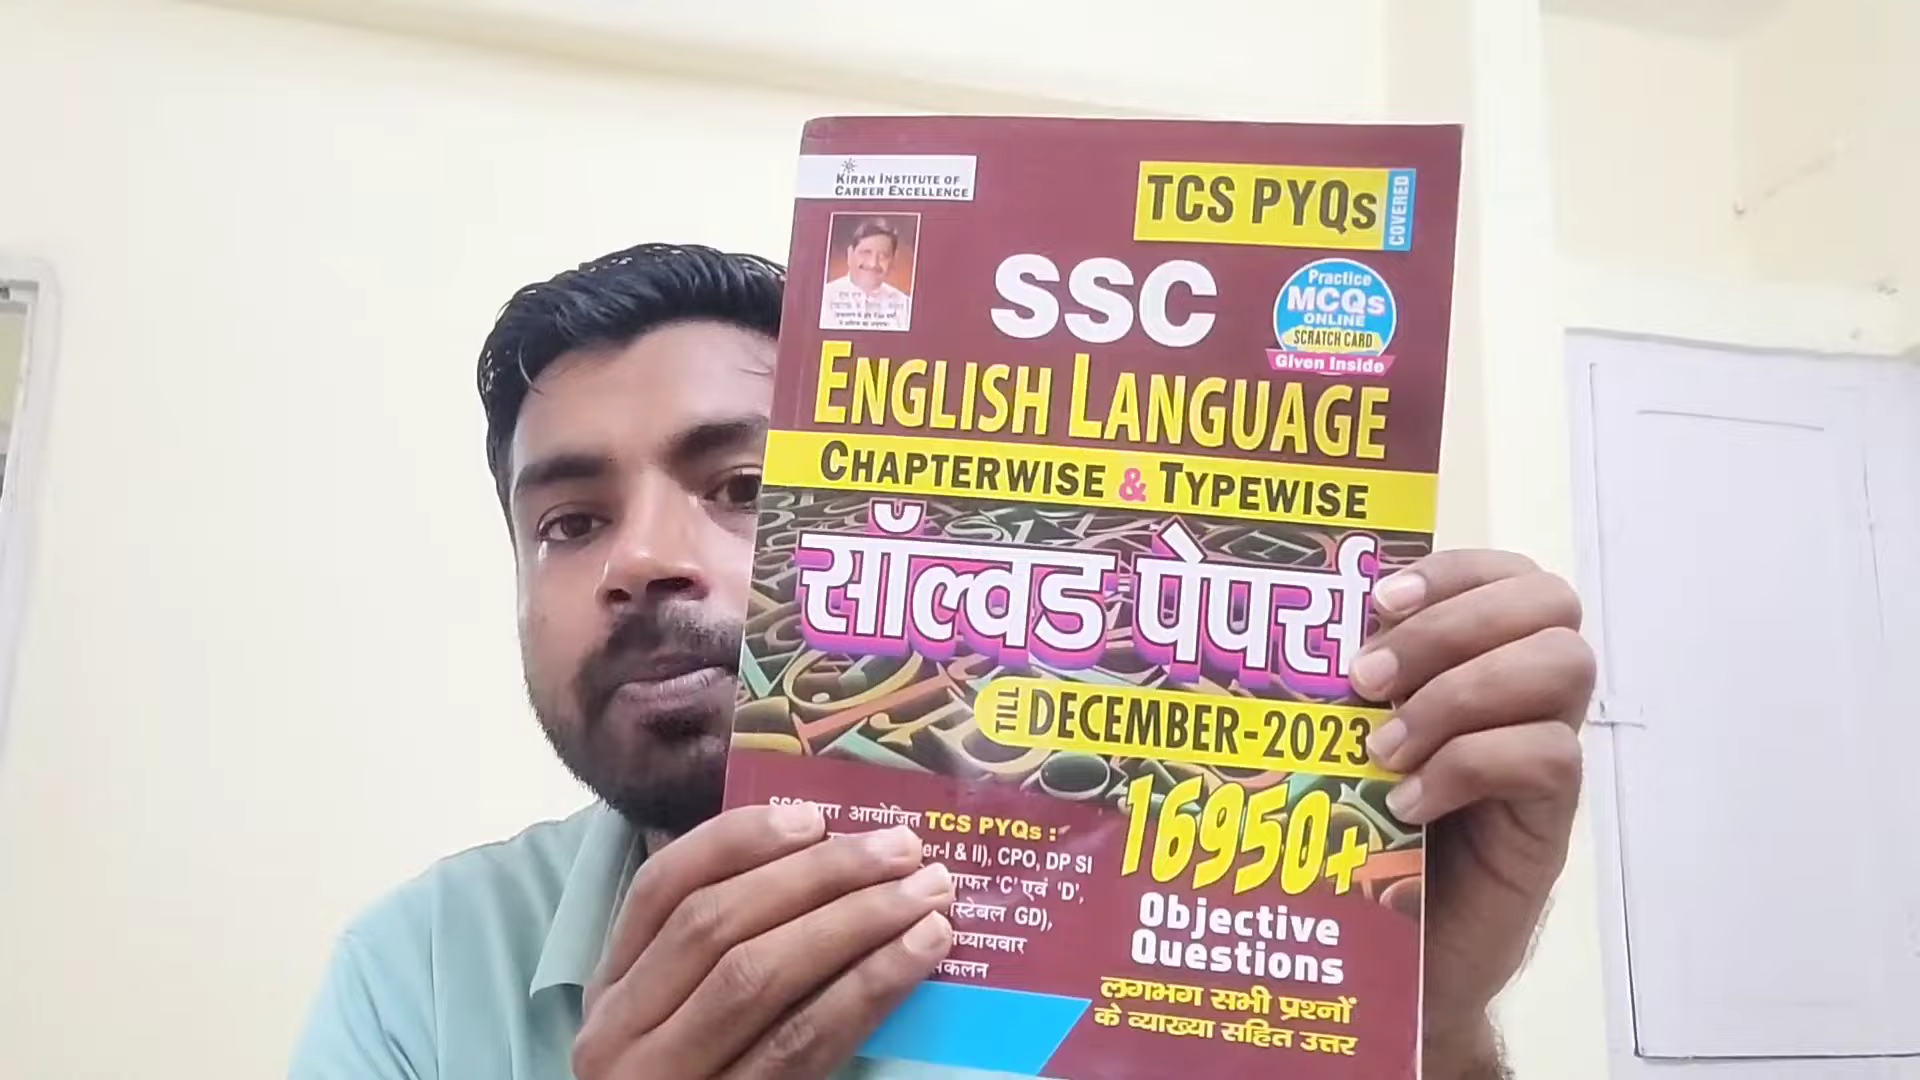 KIRAN INSTITUTE OF
CAREER EXCELLENCE
TCS PYQs
COVERED
SSC
Practice
MCQs
ONLINE
SCRATCH CARD
Given Inside
ENGLISH LANGUAGE
CHAPTERWISE & TYPEWISE
सॉल्वड पेपर्स
TILL DECEMBER-2023
16950+
Objective
Questions
लगभग सभी प्रश्नों
के व्याख्या सहित उत्तर
आयोजित TCS PYQs :
& II), CPO, DP SI
'C' एवं 'D',
GD),